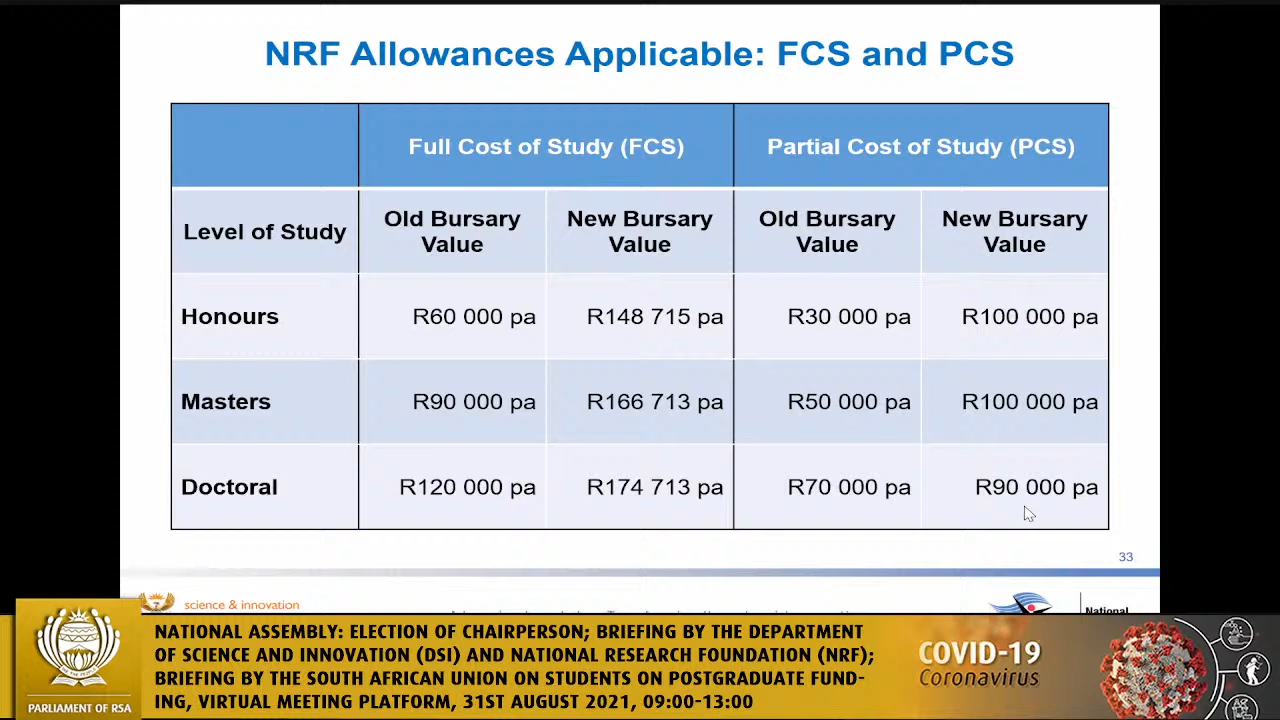 NRF Allowances Applicable: FCS and PCS
Full Cost of Study (FCS) Partial Cost of Study (PCS)
Level of Study Old Bursary Value New Bursary Value Old Bursary Value New Bursary Value
Honours R60 000 pa R148 715 pa R30 000 pa R100 000 pa
Masters R90 000 pa R166 713 pa R50 000 pa R100 000 pa
Doctoral R120 000 pa R174 713 pa R70 000 pa R90 000 pa
33
science & innovation
National
PARLIAMENT OF RSA
NATIONAL ASSEMBLY: ELECTION OF CHAIRPERSON; BRIEFING BY THE DEPARTMENT
OF SCIENCE AND INNOVATION (DSI) AND NATIONAL RESEARCH FOUNDATION (NRF);
BRIEFING BY THE SOUTH AFRICAN UNION ON STUDENTS ON POSTGRADUATE FUND-
ING, VIRTUAL MEETING PLATFORM, 31ST AUGUST 2021, 09:00-13:00
COVID-19
Coronavirus